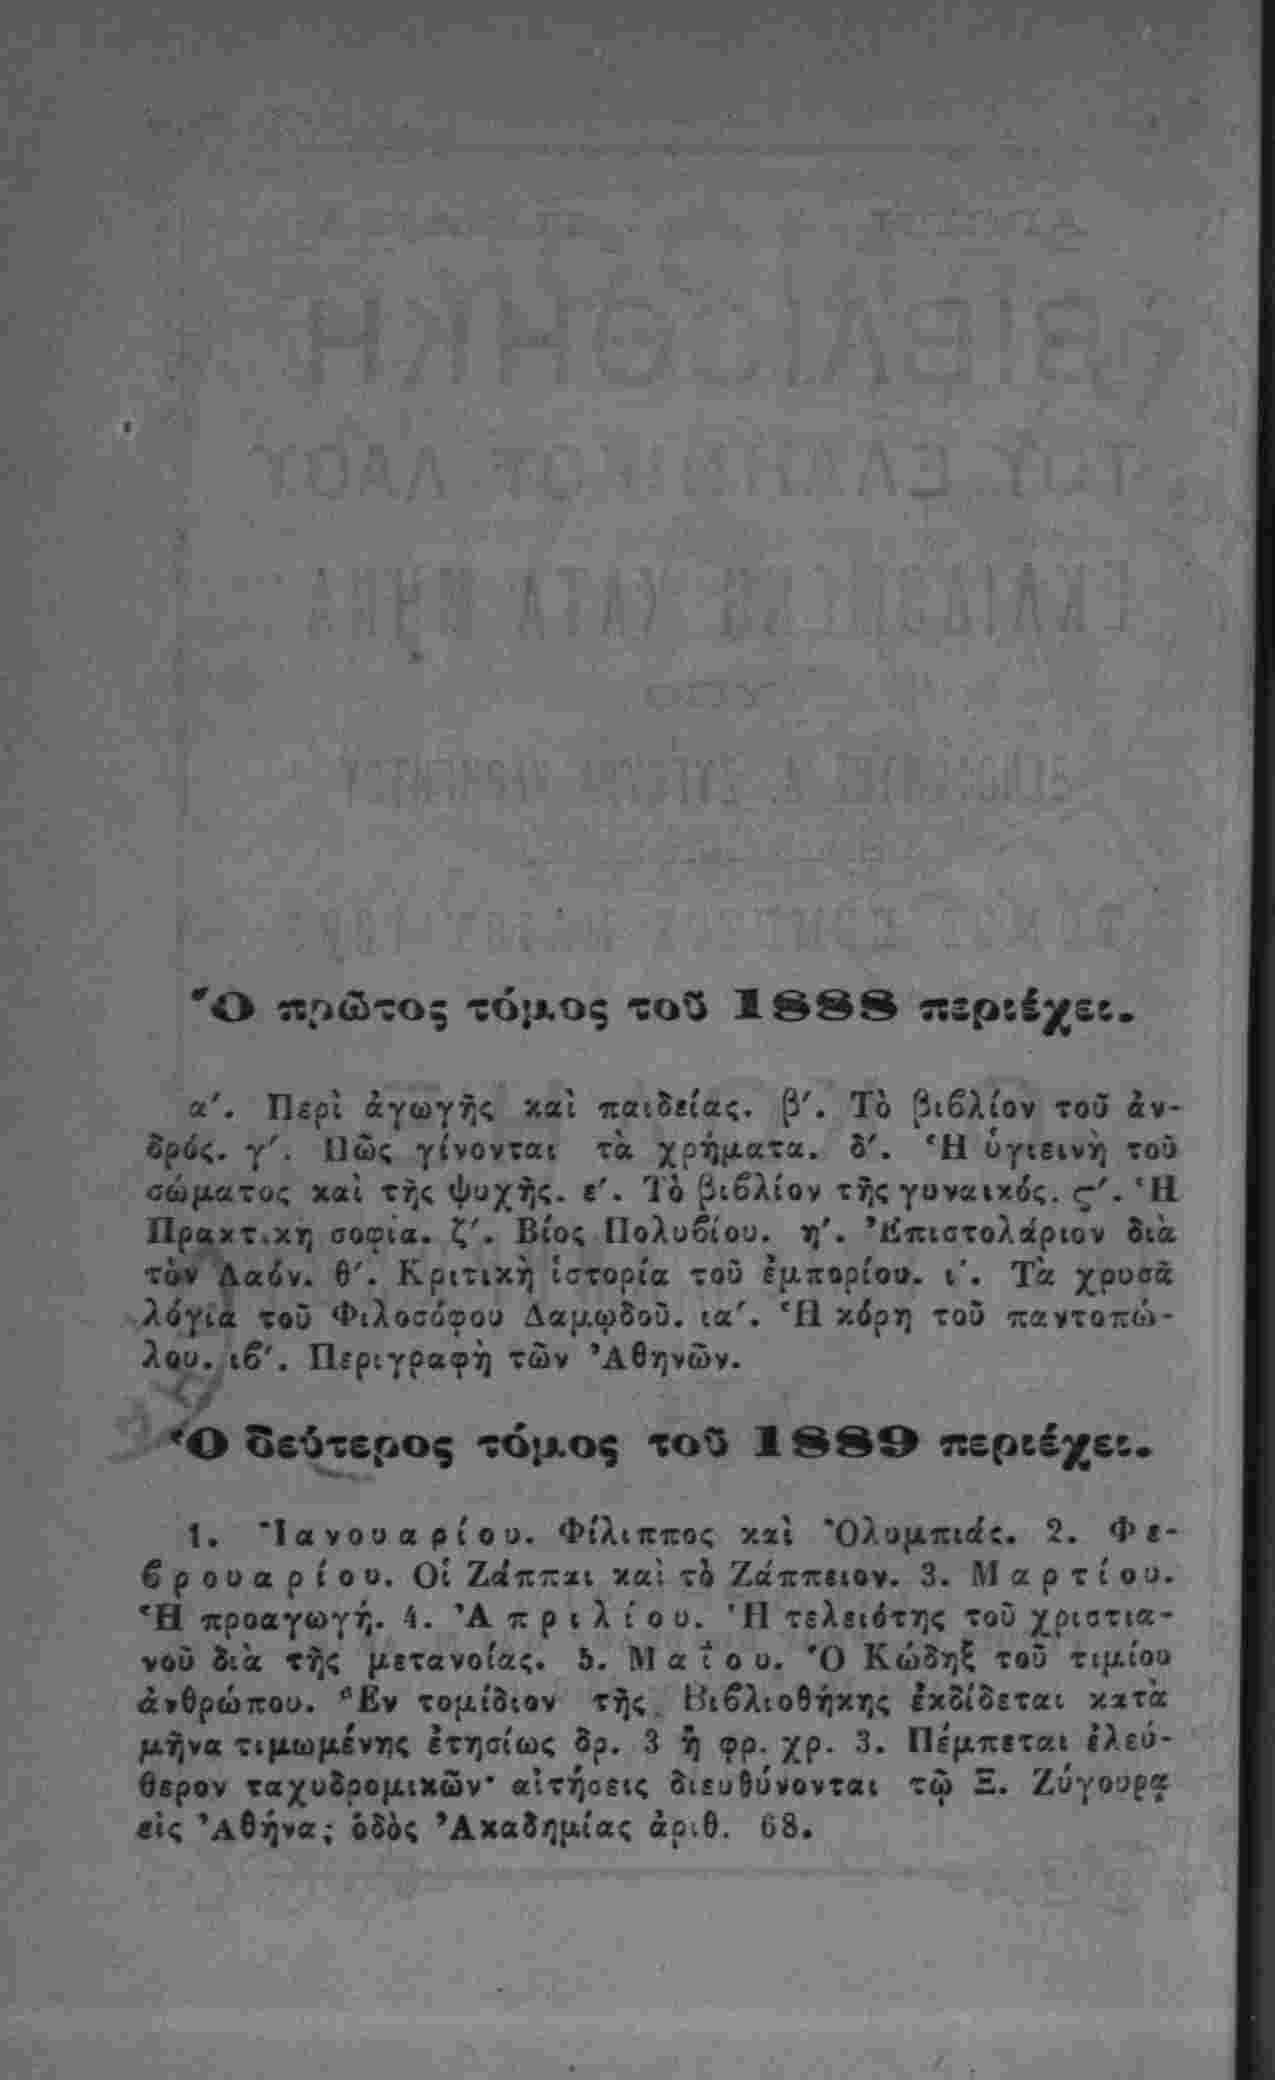 Ὁ πρῶτος τόμος τοῦ 1888 περιέχει.
α΄. Περὶ ἀγωγῆς καὶ παιδείας. β΄. Τὸ βιβλίον τοῦ ἀν-
δρός. γ΄. Πῶς γίνονται τὰ χρήματα. δ΄. Ἡ ὑγιεινὴ τοῦ
σώματος καὶ τῆς ψυχῆς. ε΄. Τὸ βιβλίον τῆς γυναικός. ϛ΄. Ἡ
Πρακτικὴ σοφία. ζ΄. Βίος Πολυβίου. η΄. Ἐπιστολάριον διὰ
τὸν Λαόν. θ΄. Κριτικὴ ἱστορία τοῦ ἐμπορίου. ι΄. Τὰ χρυσᾶ
λόγια τοῦ Φιλοσόφου Δαμῳδοῦ. ια΄. Ἡ κόρη τοῦ παντοπώ-
λου. ιβ΄. Περιγραφὴ τῶν Ἀθηνῶν.
Ὁ δεύτερος τόμος τοῦ 1889 περιέχει.
1. Ἰανουαρίου. Φίλιππος καὶ Ὀλυμπιάς. 2. Φε-
βρουαρίου. Οἱ Ζάππαι καὶ τὸ Ζάππειον. 3. Μαρτίου.
Ἡ προαγωγή. 4. Ἀπριλίου. Ἡ τελειότης τοῦ χριστια-
νοῦ διὰ τῆς μετανοίας. 5. Μαΐου. Ὁ Κώδηξ τοῦ τιμίου
ἀνθρώπου. Ἓν τομίδιον τῆς Βιβλιοθήκης ἐκδίδεται κατὰ
μῆνα τιμωμένης ἐτησίως δρ. 3 ἢ φρ. χρ. 3. Πέμπεται ἐλεύ-
θερον ταχυδρομικῶν· αἰτήσεις διευθύνονται τῷ Ξ. Ζύγουρᾳ
εἰς Ἀθήνας ὁδὸς Ἀκαδημίας ἀριθ. 68.